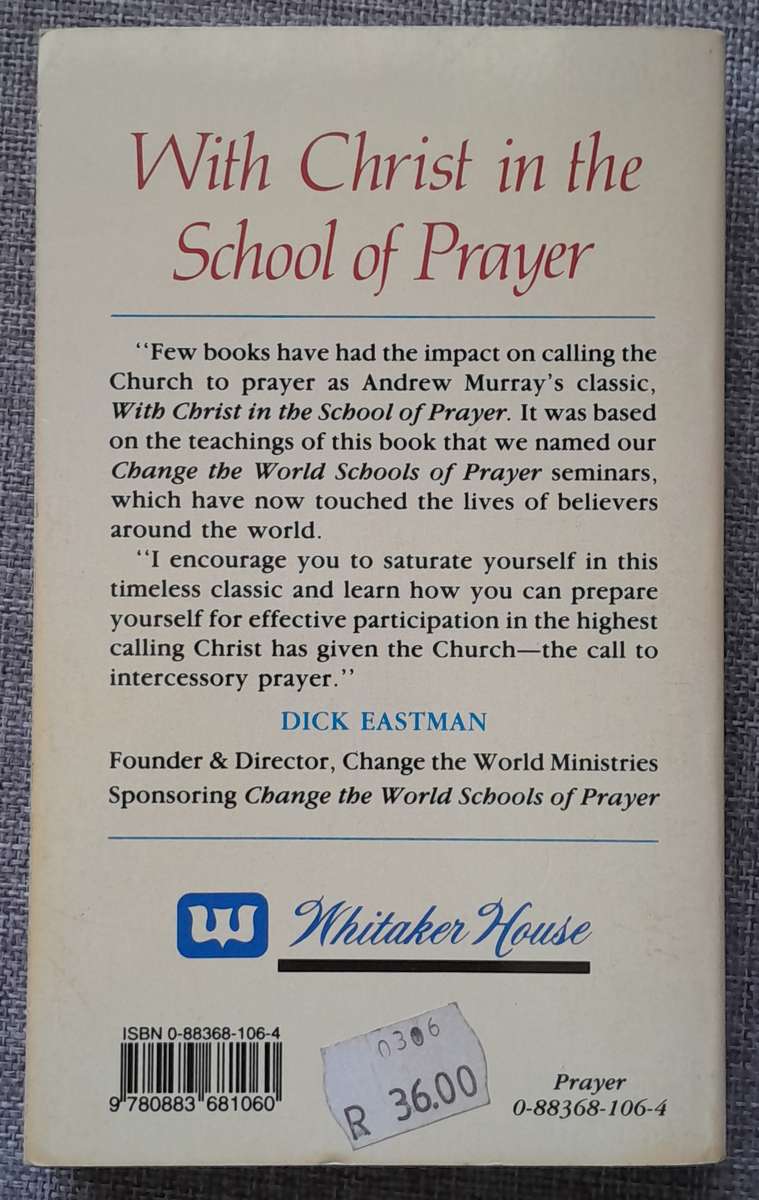 With Christ in the
School of Prayer
“Few books have had the impact on calling the
Church to prayer as Andrew Murray’s classic,
With Christ in the School of Prayer. It was based
on the teachings of this book that we named our
Change the World Schools of Prayer seminars,
which have now touched the lives of believers
around the world.
“I encourage you to saturate yourself in this
timeless classic and learn how you can prepare
yourself for effective participation in the highest
calling Christ has given the Church—the call to
intercessory prayer.”
DICK EASTMAN
Founder & Director, Change the World Ministries
Sponsoring Change the World Schools of Prayer
W Whitaker House
ISBN 0-88368-106-4
9 780883 681060
0306
R 36.00
Prayer
0-88368-106-4